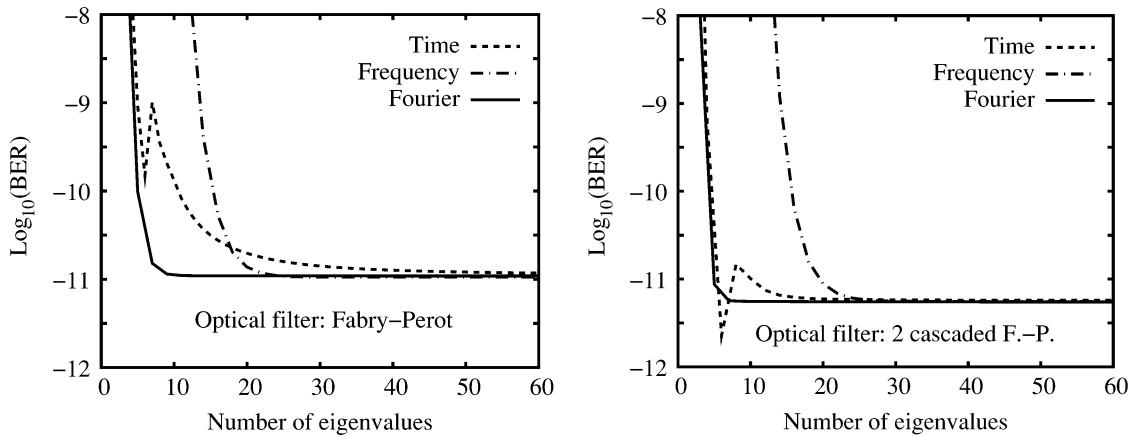 −8
−9
−10
−11
−12
0 10 20 30 40 50 60
Log10(BER)
Number of eigenvalues
Time
Frequency
Fourier
Optical filter: Fabry−Perot
−8
−9
−10
−11
−12
0 10 20 30 40 50 60
Log10(BER)
Number of eigenvalues
Time
Frequency
Fourier
Optical filter: 2 cascaded F.−P.